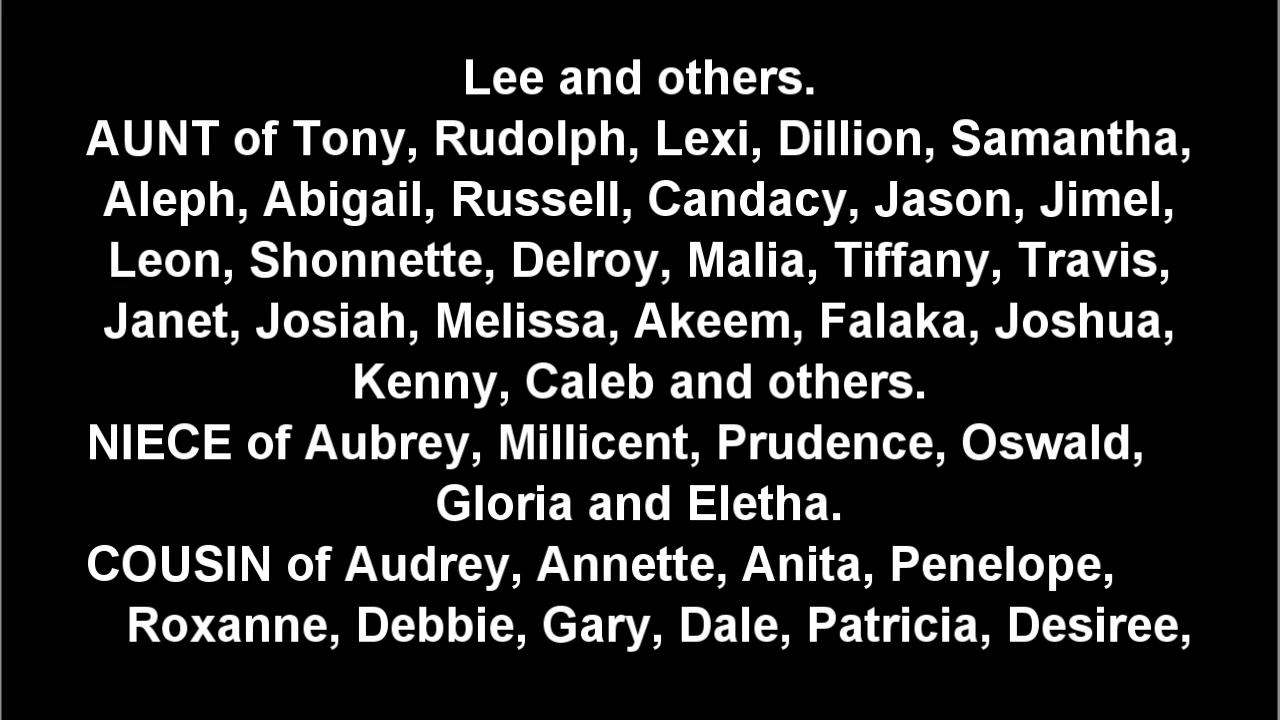 Lee and others.
AUNT of Tony, Rudolph, Lexi, Dillion, Samantha,
Aleph, Abigail, Russell, Candacy, Jason, Jimel,
Leon, Shonnette, Delroy, Malia, Tiffany, Travis,
Janet, Josiah, Melissa, Akeem, Falaka, Joshua,
Kenny, Caleb and others.
NIECE of Aubrey, Millicent, Prudence, Oswald,
Gloria and Eletha.
COUSIN of Audrey, Annette, Anita, Penelope,
Roxanne, Debbie, Gary, Dale, Patricia, Desiree,